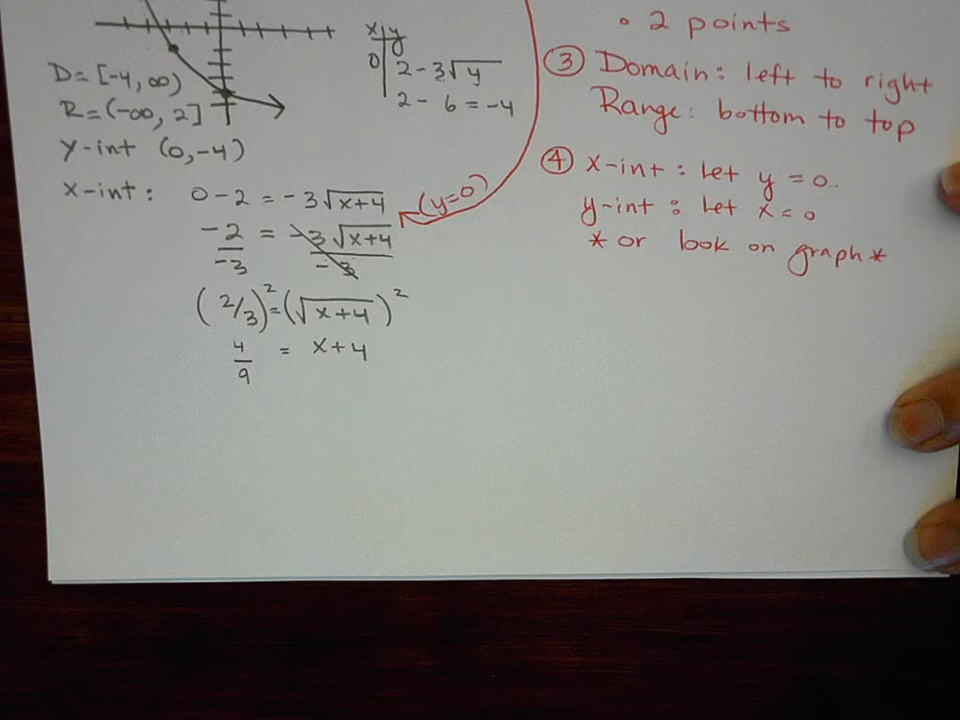 x y
0 2 - 3√4
2 - 6 = -4
D = [-4, ∞)
R = (-∞, 2]
y-int (0, -4)
x-int : 0 - 2 = -3√x+4
(y=0)
-2/-3 = -3√x+4/-3
(2/3)² = (√x+4)²
4/9 = x+4
• 2 points
③ Domain: left to right
Range: bottom to top
④ x-int : Let y = 0.
y-int : Let x = 0
* or look on graph *